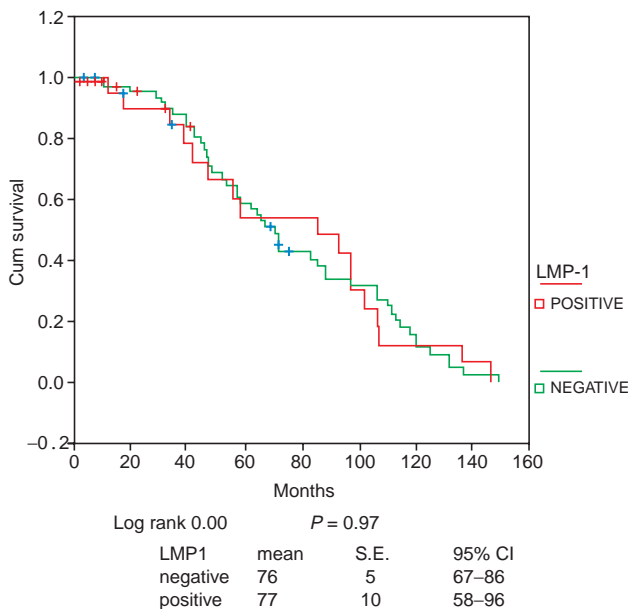 1.2
1.0
0.8
0.6
0.4
0.2
0.0
–0.2
Cum survival
0 20 40 60 80 100 120 140 160
Months
LMP-1
POSITIVE
NEGATIVE
Log rank 0.00 P = 0.97
LMP1 mean S.E. 95% CI
negative 76 5 67–86
positive 77 10 58–96